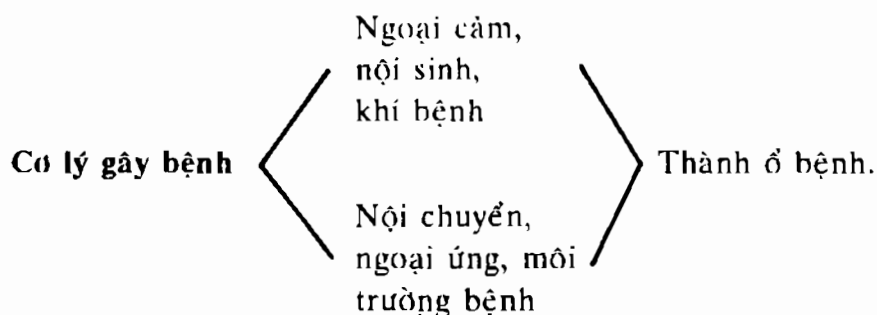 Ngoại cảm,
nội sinh,
khí bệnh
Cơ lý gây bệnh
Thành ổ bệnh.
Nội chuyển,
ngoại ứng, môi
trường bệnh